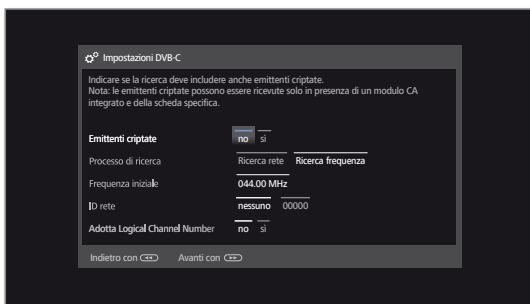 Impostazioni DVB-C
Indicare se la ricerca deve includere anche emittenti criptate.
Nota: le emittenti criptate possono essere ricevute solo in presenza di un modulo CA
integrato e della scheda specifica.
Emittenti criptate no sì
Processo di ricerca Ricerca rete Ricerca frequenza
Frequenza iniziale 044.00 MHz
ID rete nessuno 00000
Adotta Logical Channel Number no sì
Indietro con Avanti con